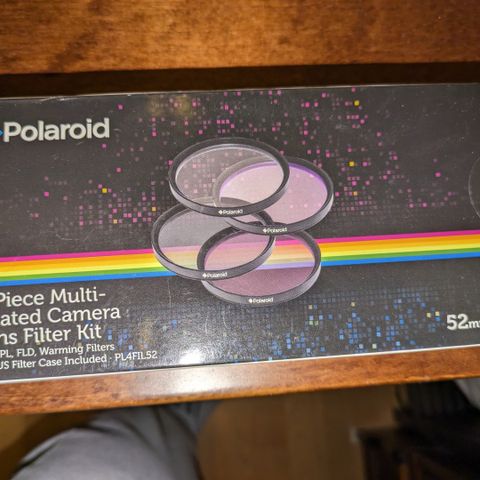 Polaroid
Polaroid
Polaroid
Polaroid
Polaroid
Piece Multi-
ated Camera
ns Filter Kit
PL, FLD, Warming Filters
US Filter Case Included · PL4FIL52
52m